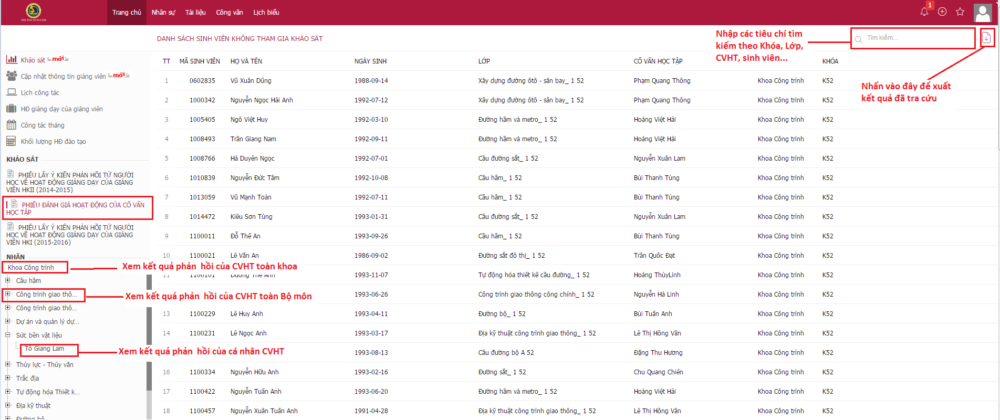 THE WAY TO SUCESS
Trang chủ
Nhân sự
Tài liệu
Công văn
Lịch biểu
1
DANH SÁCH SINH VIÊN KHÔNG THAM GIA KHẢO SÁT
Nhập các tiêu chí tìm
kiếm theo Khóa, Lớp,
CVHT, sinh viên...
Tìm kiếm...
Nhấn vào đây để xuất
kết quả đã tra cứu
Khảo sát mới
Cập nhật thông tin giảng viên mới
Lịch công tác
HĐ giảng dạy của giảng viên
Công tác tháng
Khối lượng HĐ đào tạo
KHẢO SÁT
PHIẾU LẤY Ý KIẾN PHẢN HỒI TỪ NGƯỜI
HỌC VỀ HOẠT ĐỘNG GIẢNG DẠY CỦA GIẢNG
VIÊN HKII (2014-2015)
PHIẾU ĐÁNH GIÁ HOẠT ĐỘNG CỦA CỐ VẤN
HỌC TẬP
PHIẾU LẤY Ý KIẾN PHẢN HỒI TỪ NGƯỜI
HỌC VỀ HOẠT ĐỘNG GIẢNG DẠY CỦA GIẢNG
VIÊN HKI (2015-2016)
NHÃN
Khoa Công trình
Cầu hầm
Công trình giao thô...
Công trình giao thô...
Dự án và quản lý dự...
Sức bền vật liệu
Tô Giang Lam
Thủy lực - Thủy văn
Trắc địa
Tự động hóa Thiết k...
Địa kỹ thuật
Đường bộ
Xem kết quả phản hồi của CVHT toàn khoa
Xem kết quả phản hồi của CVHT toàn Bộ môn
Xem kết quả phản hồi của cá nhân CVHT
TT MÃ SINH VIÊN HỌ VÀ TÊN NGÀY SINH LỚP CỐ VẤN HỌC TẬP KHÓA
1 0602835 Vũ Xuân Dũng 1988-09-14 Xây dựng đường ôtô - sân bay_ 1 52 Phạm Quang Thông Khoa Công trình K52
2 1000342 Nguyễn Ngọc Hải Anh 1992-07-12 Xây dựng đường ôtô - sân bay_ 1 52 Phạm Quang Thông Khoa Công trình K52
3 1005405 Ngô Việt Huy 1992-03-10 Đường hầm và metro_ 1 52 Hoàng Việt Hải Khoa Công trình K52
4 1008493 Trần Giang Nam 1992-09-11 Đường hầm và metro_ 1 52 Hoàng Việt Hải Khoa Công trình K52
5 1008766 Hà Duyên Ngọc 1992-07-01 Cầu đường sắt_ 1 52 Nguyễn Xuân Lam Khoa Công trình K52
6 1010839 Nguyễn Đức Tâm 1992-10-08 Cầu hầm_ 1 52 Bùi Thanh Tùng Khoa Công trình K52
7 1013059 Vũ Mạnh Toàn 1992-07-11 Cầu hầm_ 1 52 Bùi Thanh Tùng Khoa Công trình K52
8 1014472 Kiều Sơn Tùng 1993-01-31 Cầu đường sắt_ 1 52 Nguyễn Xuân Lam Khoa Công trình K52
9 1100011 Đỗ Thế An 1993-09-26 Cầu hầm_ 1 52 Bùi Thanh Tùng Khoa Công trình K52
10 1100021 Lê Văn An 1986-09-02 Đường sắt đô thị_ 1 52 Trần Quốc Đạt Khoa Công trình K52
11 1100101 Dương Thế Anh 1993-11-07 Tự động hóa thiết kế cầu đường_ 1 52 Hoàng ThùyLinh Khoa Công trình K52
1993-06-26 Công trình giao thông công chính_ 1 52 Nguyễn Hà Linh Khoa Công trình K52
13 1100229 Lê Huy Anh 1993-04-11 Đường bộ_ 1 52 Bùi Tuấn Anh Khoa Công trình K52
14 1100231 Lê Ngọc Anh 1993-03-17 Địa kỹ thuật công trình giao thông_ 1 52 Lê Thị Hồng Vân Khoa Công trình K52
1993-08-13 Cầu đường bộ A 52 Đặng Thu Hương Khoa Công trình K52
16 1100334 Nguyễn Hữu Anh 1993-02-16 Đường sắt_ 1 52 Chu Quang Chiến Khoa Công trình K52
17 1100422 Nguyễn Tuấn Anh 1993-06-20 Đường hầm và metro_ 1 52 Hoàng Việt Hải Khoa Công trình K52
18 1100457 Nguyễn Xuân Tuấn Anh 1991-04-28 Địa kỹ thuật công trình giao thông_ 1 52 Lê Thị Hồng Vân Khoa Công trình K52